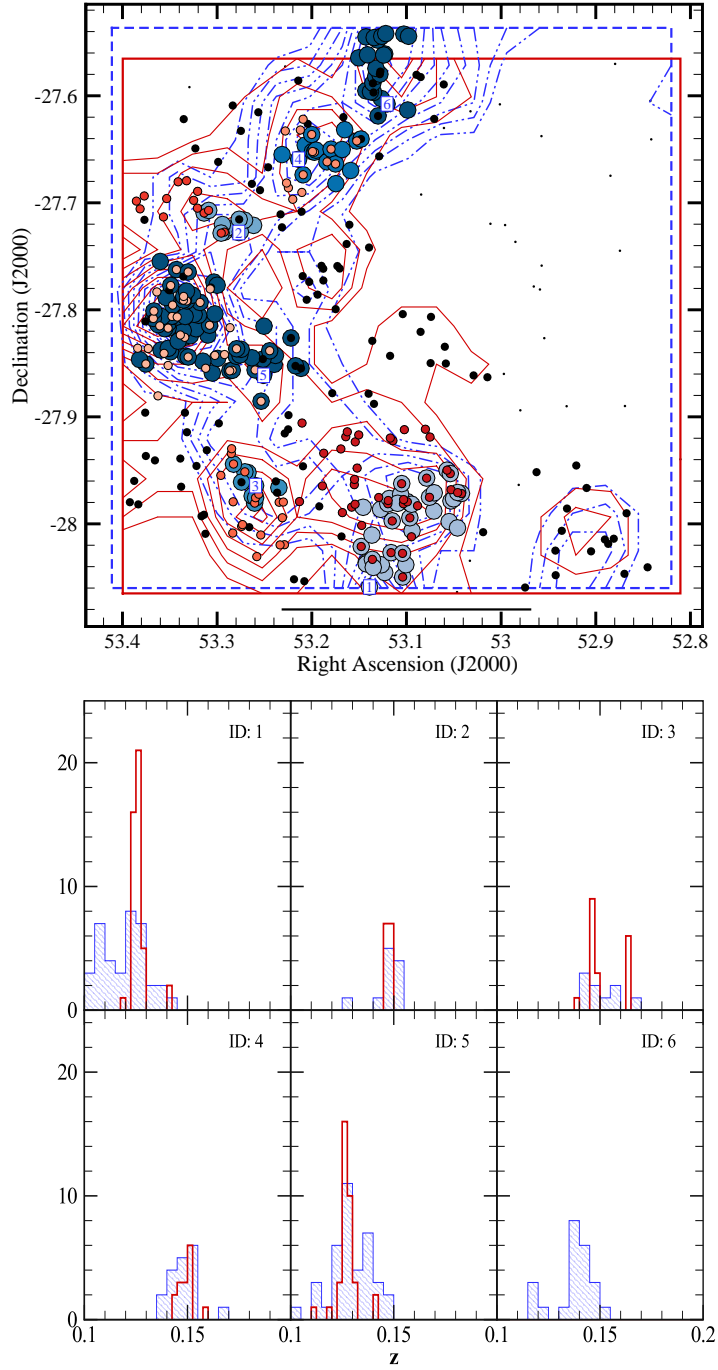 -27.6
-27.7
-27.8
-27.9
-28
Declination (J2000)
6
4
2
5
3
1
53.4 53.3 53.2 53.1 53 52.9 52.8
Right Ascension (J2000)
ID: 1 ID: 2 ID: 3
20
10
0
ID: 4 ID: 5 ID: 6
20
10
0
0.1 0.15 0.1 0.15 0.1 0.15 0.2
z